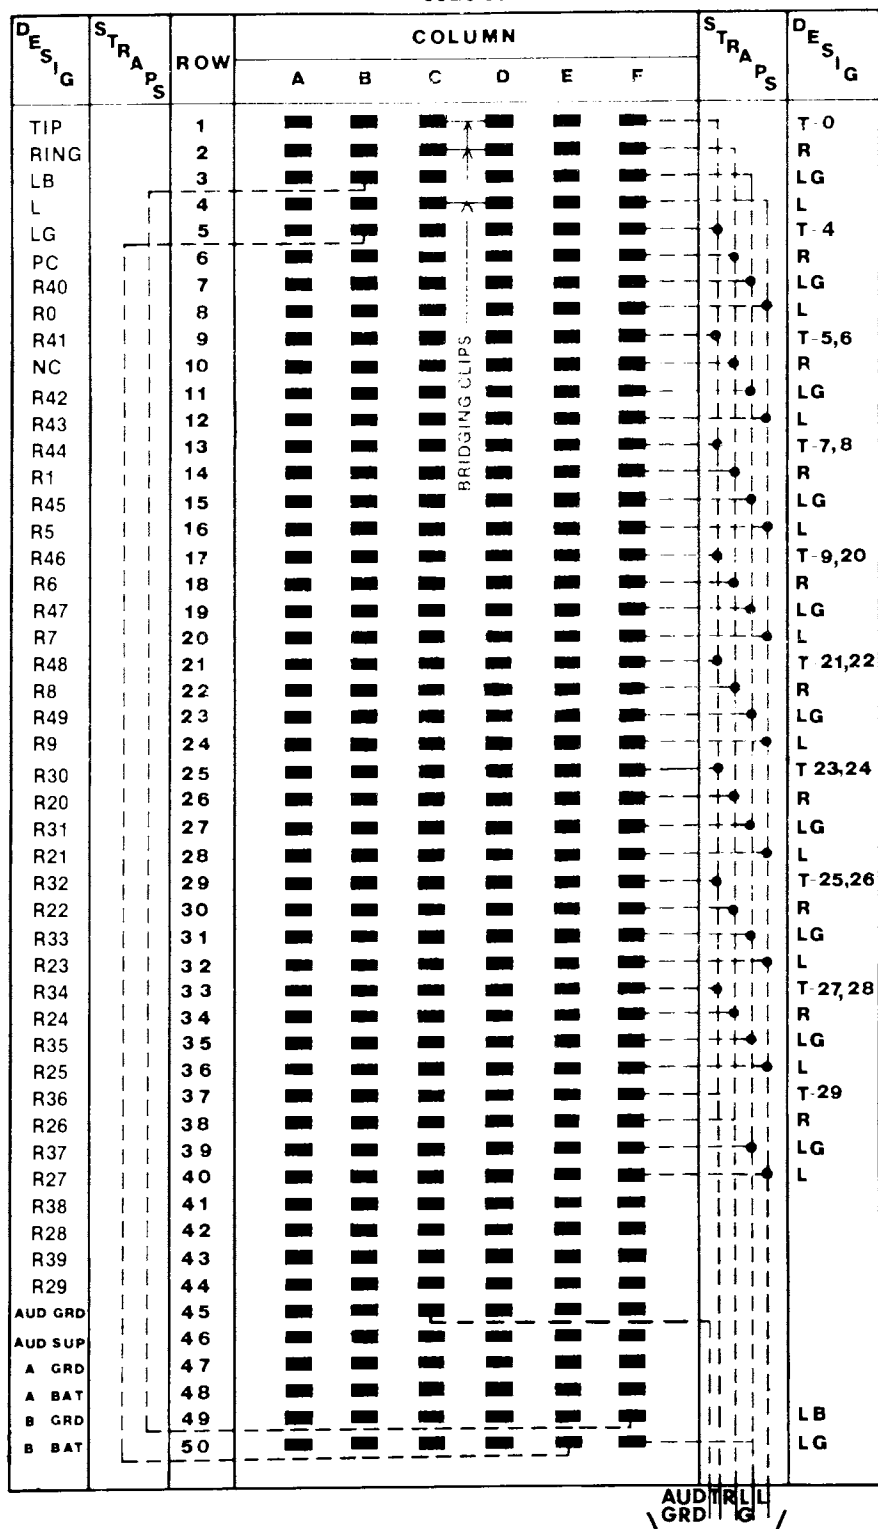 DESIG STRAPS ROW COLUMN STRAPS DESIG
A B C D E F
TIP 1 T-0
RING 2 R
LB 3 LG
L 4 L
LG 5 T-4
PC 6 R
R40 7 LG
R0 8 L
R41 9 T-5,6
NC 10 R
R42 11 LG
R43 12 L
R44 13 T-7,8
R1 14 R
R45 15 LG
R5 16 L
R46 17 T-9,20
R6 18 R
R47 19 LG
R7 20 L
R48 21 T-21,22
R8 22 R
R49 23 LG
R9 24 L
R30 25 T 23,24
R20 26 R
R31 27 LG
R21 28 L
R32 29 T-25,26
R22 30 R
R33 31 LG
R23 32 L
R34 33 T-27,28
R24 34 R
R35 35 LG
R25 36 L
R36 37 T-29
R26 38 R
R37 39 LG
R27 40 L
R38 41
R28 42
R39 43
R29 44
AUD GRD 45
AUD SUP 46
A GRD 47
A BAT 48
B GRD 49 LB
B BAT 50 LG
BRIDGING CLIPS
AUD T R L L
GRD G